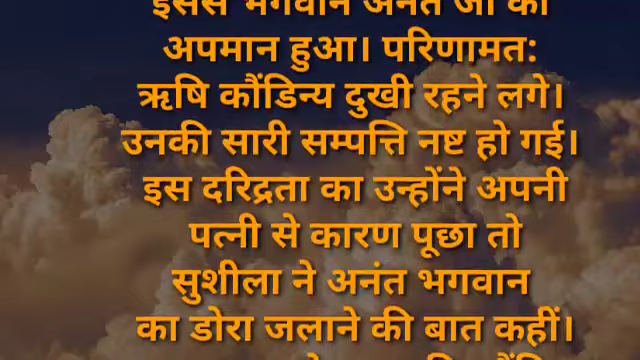 इससे भगवान अनंत जी का
अपमान हुआ। परिणामत:
ऋषि कौंडिन्य दुखी रहने लगे।
उनकी सारी सम्पत्ति नष्ट हो गई।
इस दरिद्रता का उन्होंने अपनी
पत्नी से कारण पूछा तो
सुशीला ने अनंत भगवान
का डोरा जलाने की बात कहीं।